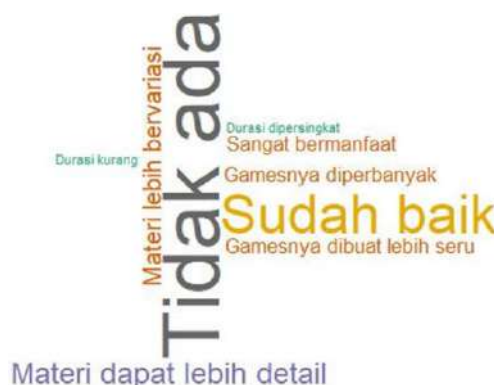 Tidak ada
Materi lebih bervariasi
Durasi kurang
Durasi dipersingkat
Sangat bermanfaat
Gamesnya diperbanyak
Sudah baik
Gamesnya dibuat lebih seru
Materi dapat lebih detail